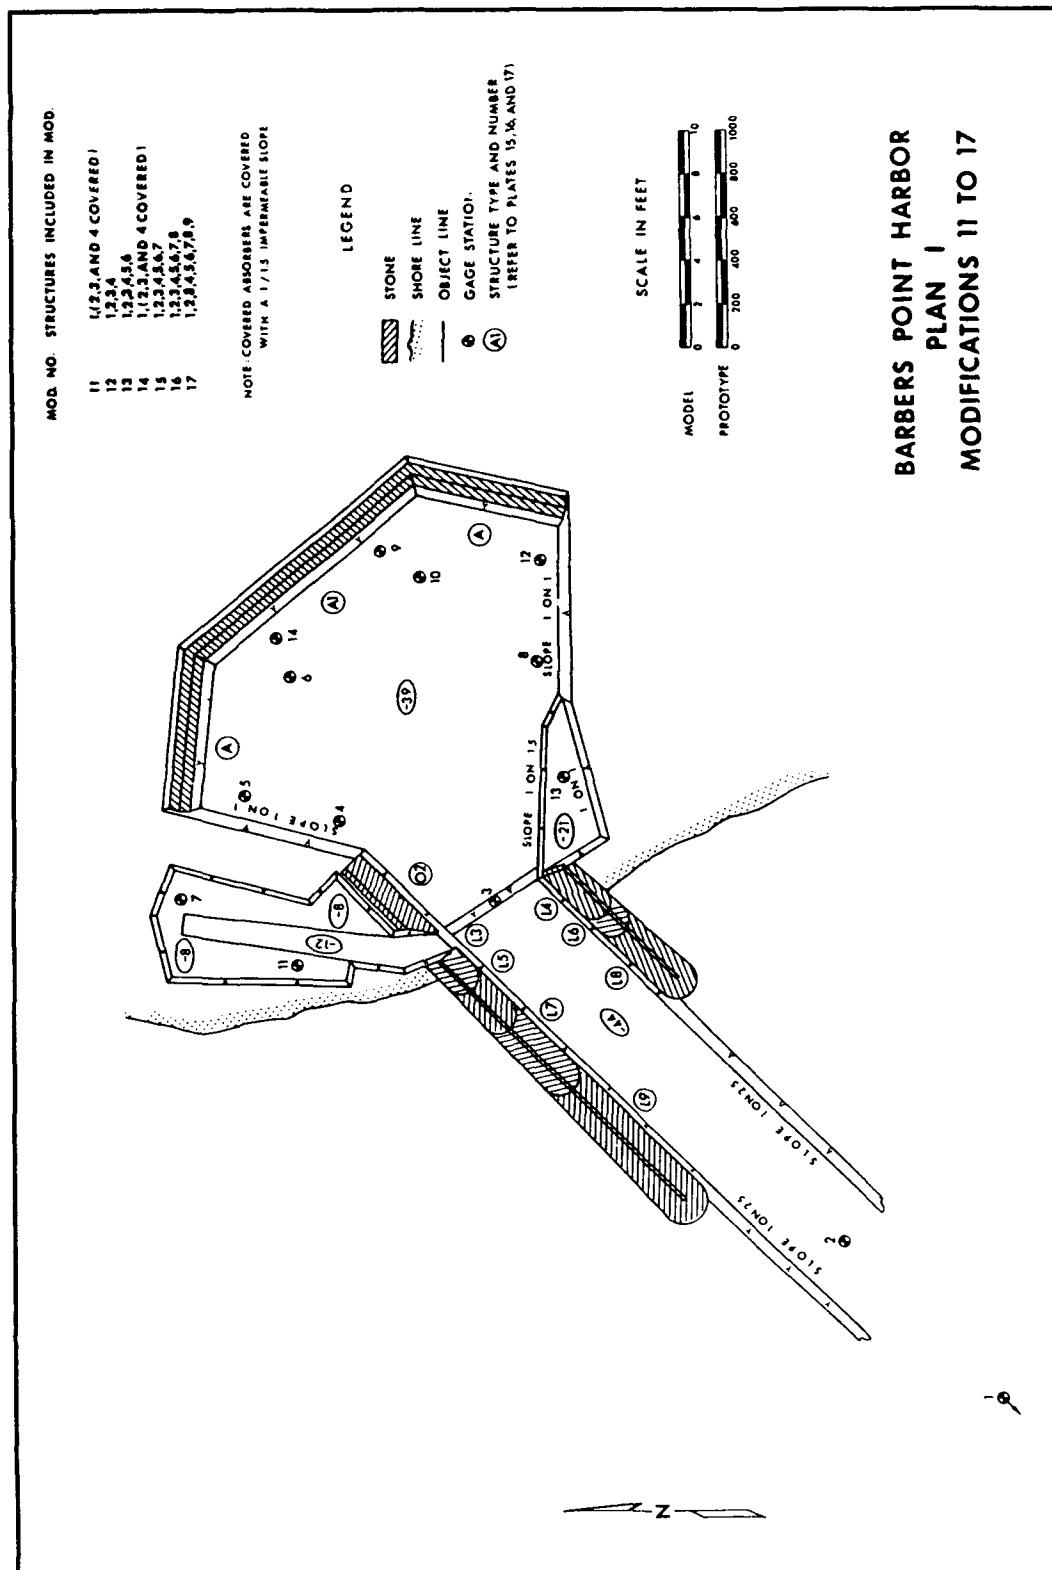 MOD. NO. STRUCTURES INCLUDED IN MOD.
11 1,(2,3,AND 4 COVERED)
12 1,2,3,4
13 1,2,3,4,5,6
14 1,(2,3,AND 4 COVERED)
15 1,2,3,4,5,6,7
16 1,2,3,4,5,6,7,8
17 1,2,3,4,5,6,7,8,9
NOTE: COVERED ABSORBERS ARE COVERED
WITH A 1/1.5 IMPERMEABLE SLOPE
LEGEND
STONE
SHORE LINE
OBJECT LINE
GAGE STATION
A1 STRUCTURE TYPE AND NUMBER
(REFER TO PLATES 15,16, AND 17)
SCALE IN FEET
MODEL 0 2 4 6 8 10
PROTOTYPE 0 200 400 600 800 1000
BARBERS POINT HARBOR
PLAN I
MODIFICATIONS 11 TO 17
A
A1
A
9
10
12
14
6
8
-39
5
4
SLOPE 1 ON 1
SLOPE 1 ON 1
SLOPE 1 ON 1.5
13
1 ON 1
-21
7
-8
-8
-12
11
O2
3
L3
L4
L5
L6
L7
L8
-44
L9
SLOPE 1 ON 25
SLOPE 1 ON 25
2
1
N